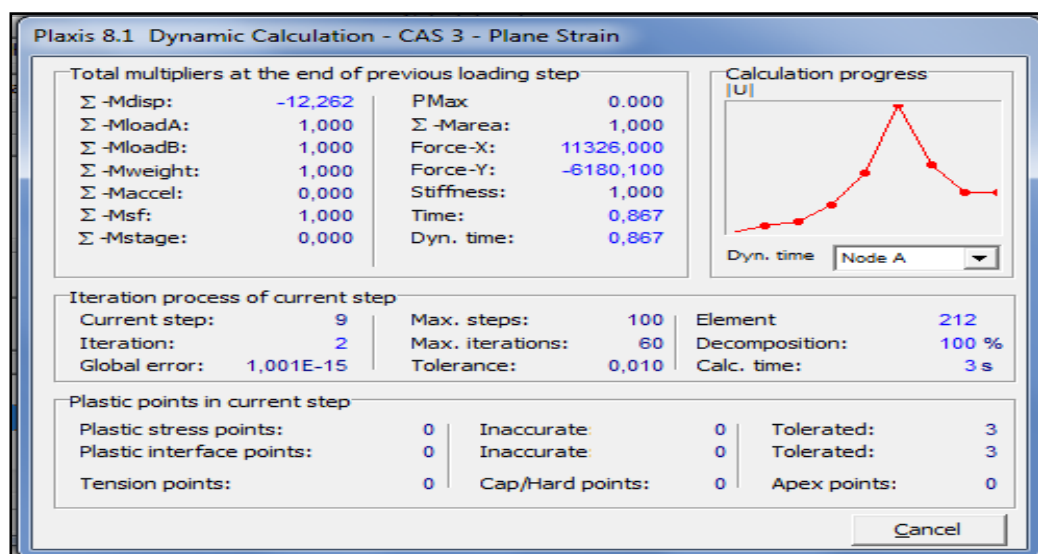 Plaxis 8.1 Dynamic Calculation - CAS 3 - Plane Strain
Total multipliers at the end of previous loading step
Σ -Mdisp: -12,262 PMax 0.000
Σ -MloadA: 1,000 Σ -Marea: 1,000
Σ -MloadB: 1,000 Force-X: 11326,000
Σ -Mweight: 1,000 Force-Y: -6180,100
Σ -Maccel: 0,000 Stiffness: 1,000
Σ -Msf: 1,000 Time: 0,867
Σ -Mstage: 0,000 Dyn. time: 0,867
Calculation progress
|U|
Dyn. time Node A
Iteration process of current step
Current step: 9 Max. steps: 100 Element 212
Iteration: 2 Max. iterations: 60 Decomposition: 100 %
Global error: 1,001E-15 Tolerance: 0,010 Calc. time: 3 s
Plastic points in current step
Plastic stress points: 0 Inaccurate: 0 Tolerated: 3
Plastic interface points: 0 Inaccurate: 0 Tolerated: 3
Tension points: 0 Cap/Hard points: 0 Apex points: 0
Cancel